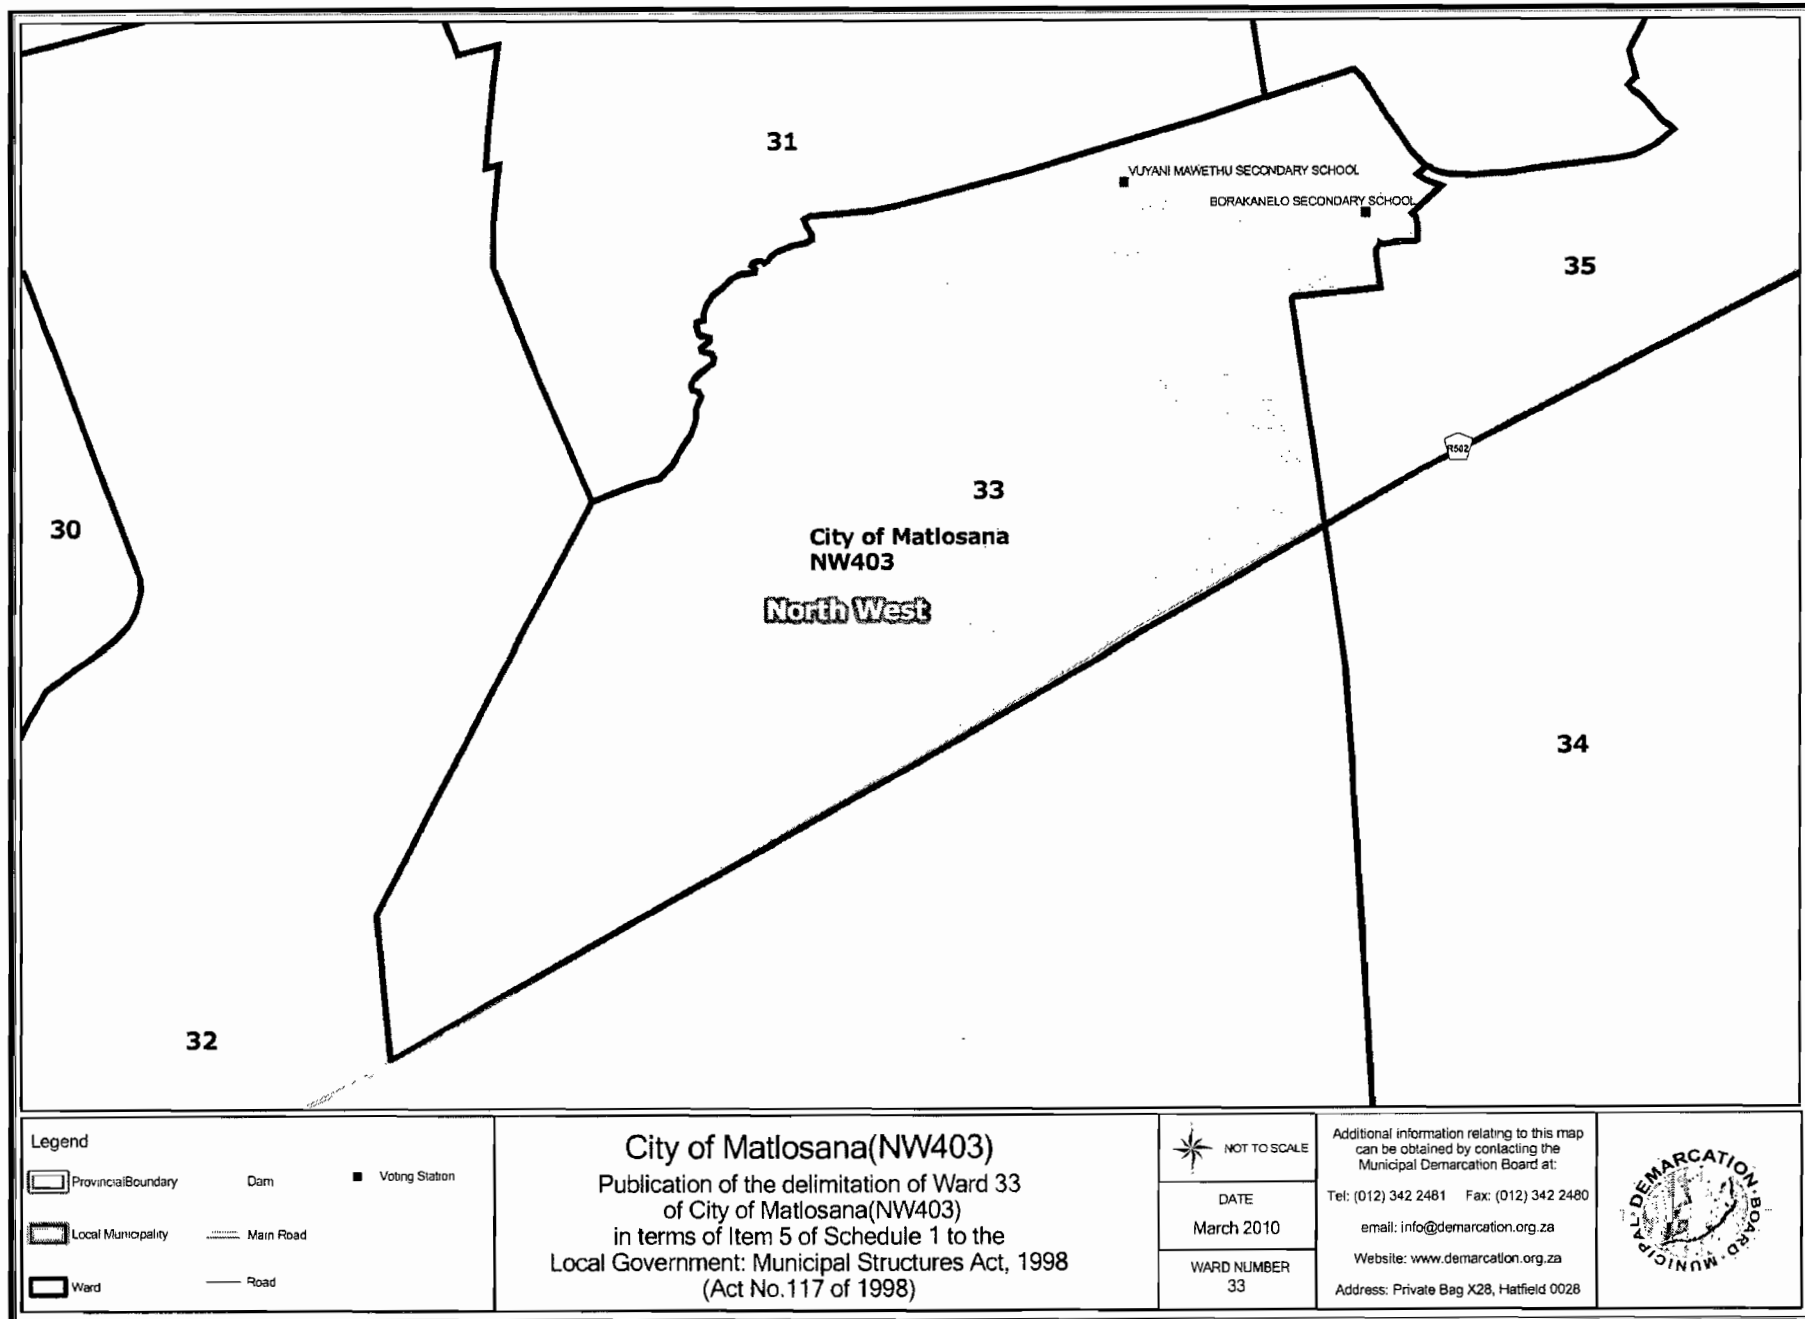 31
VUYANI MAWETHU SECONDARY SCHOOL
BORAKANELO SECONDARY SCHOOL
35
R502
33
30
City of Matlosana
NW403
North West
34
32
Legend
ProvincialBoundary
Dam
Voting Station
Local Municipality
Main Road
Ward
Road
City of Matlosana(NW403)
Publication of the delimitation of Ward 33
of City of Matlosana(NW403)
in terms of Item 5 of Schedule 1 to the
Local Government: Municipal Structures Act, 1998
(Act No.117 of 1998)
NOT TO SCALE
DATE
March 2010
WARD NUMBER
33
Additional information relating to this map
can be obtained by contacting the
Municipal Demarcation Board at:
Tel: (012) 342 2481 Fax: (012) 342 2480
email: info@demarcation.org.za
Website: www.demarcation.org.za
Address: Private Bag X28, Hatfield 0028
MUNICIPAL DEMARCATION BOARD